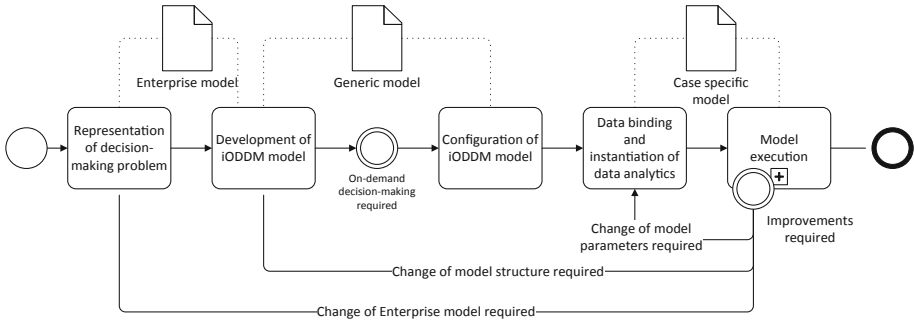 Enterprise model
Generic model
Case specific
model
Representation
of decision-
making problem
Development of
iODDM model
On-demand
decision-making
required
Configuration of
iODDM model
Data binding
and
instantiation of
data analytics
Model
execution
Improvements
required
Change of model
parameters required
Change of model structure required
Change of Enterprise model required